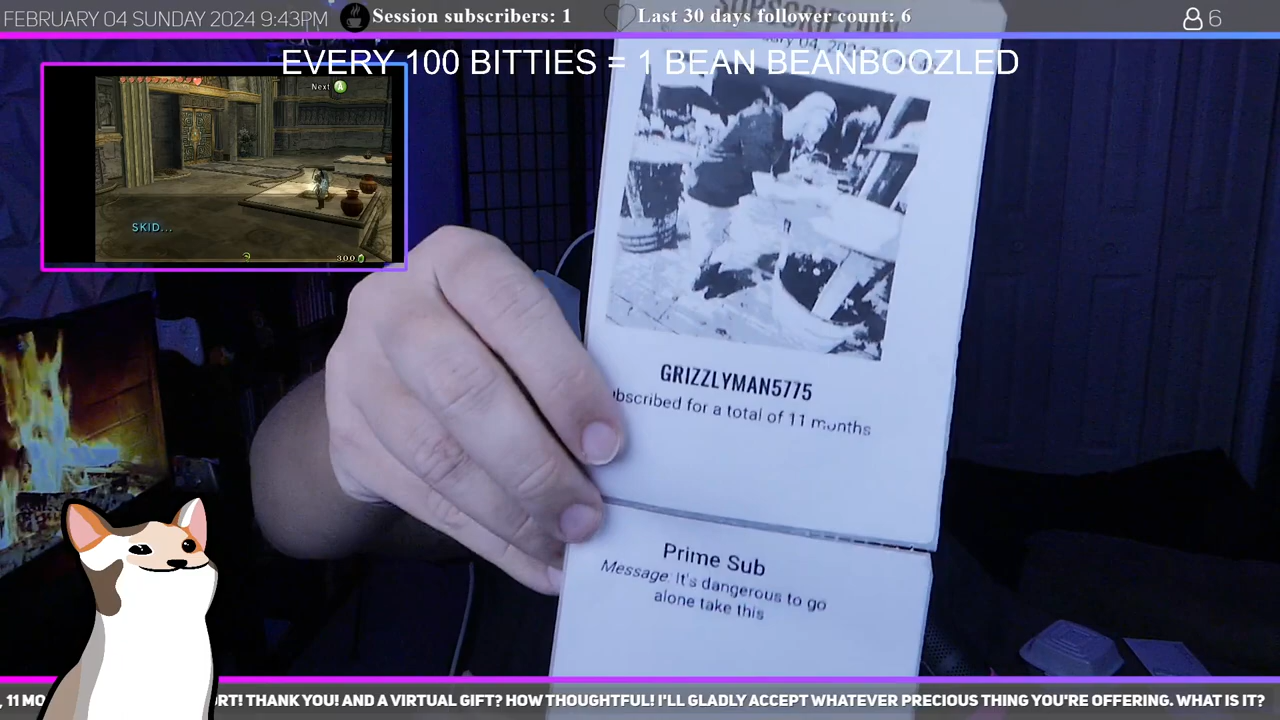 FEBRUARY 04 SUNDAY 2024 9:43PM
Session subscribers: 1
Last 30 days follower count: 6
6
SUBSCRIPTION
EVERY 100 BITTIES = 1 BEAN BEANBOOZLED
Next A
SKID...
300
GRIZZLYMAN5775
bscribed for a total of 11 months
Prime Sub
Message: It's dangerous to go
alone take this
, 11 MO RT! THANK YOU! AND A VIRTUAL GIFT? HOW THOUGHTFUL! I'LL GLADLY ACCEPT WHATEVER PRECIOUS THING YOU'RE OFFERING. WHAT IS IT?